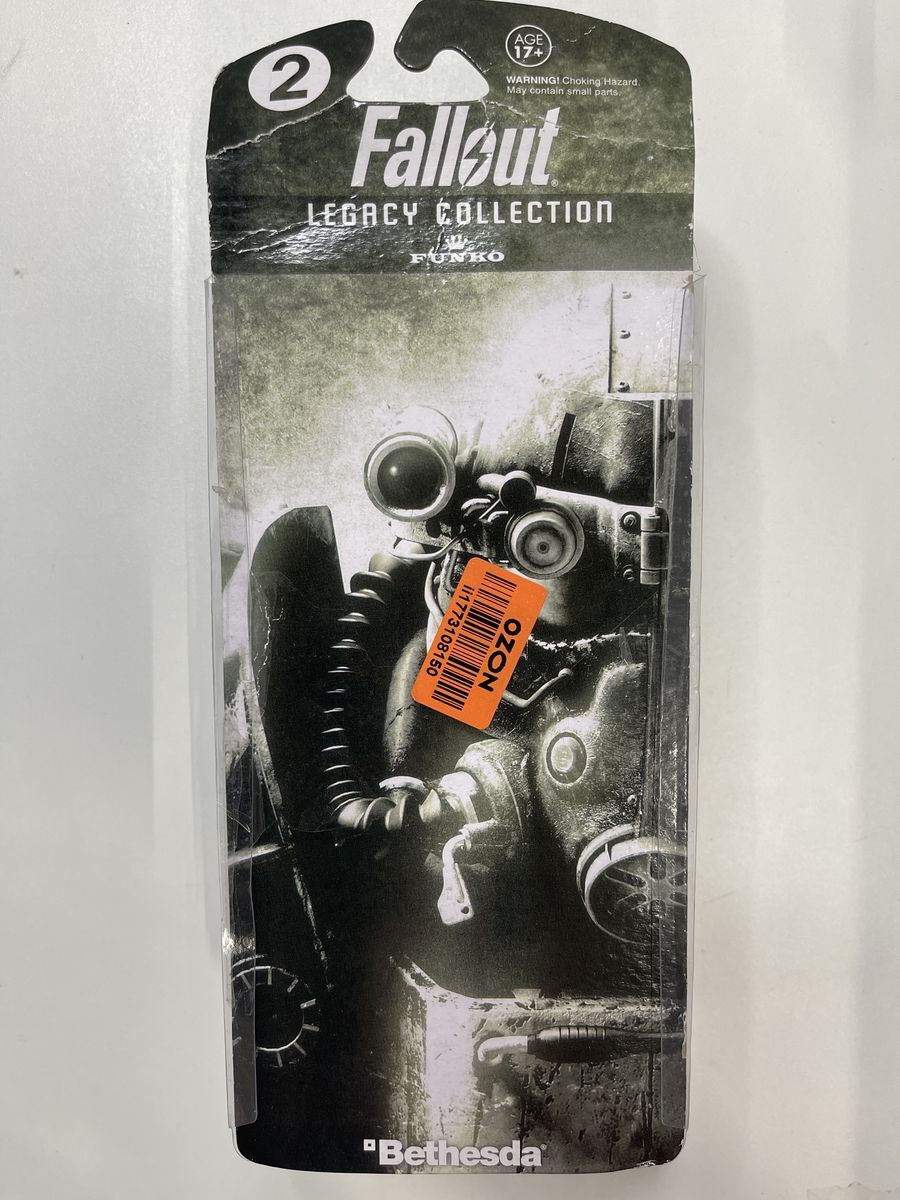 2
AGE
17+
WARNING! Choking Hazard.
May contain small parts.
Fallout®
LEGACY COLLECTION
FUNKO
OZON
ii1773108150
Bethesda®